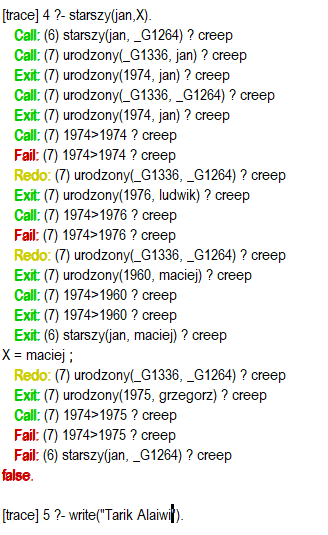 [trace] 4 ?- starszy(jan,X).
Call: (6) starszy(jan, _G1264) ? creep
Call: (7) urodzony(_G1336, jan) ? creep
Exit: (7) urodzony(1974, jan) ? creep
Call: (7) urodzony(_G1336, _G1264) ? creep
Exit: (7) urodzony(1974, jan) ? creep
Call: (7) 1974>1974 ? creep
Fail: (7) 1974>1974 ? creep
Redo: (7) urodzony(_G1336, _G1264) ? creep
Exit: (7) urodzony(1976, ludwik) ? creep
Call: (7) 1974>1976 ? creep
Fail: (7) 1974>1976 ? creep
Redo: (7) urodzony(_G1336, _G1264) ? creep
Exit: (7) urodzony(1960, maciej) ? creep
Call: (7) 1974>1960 ? creep
Exit: (7) 1974>1960 ? creep
Exit: (6) starszy(jan, maciej) ? creep
X = maciej ;
Redo: (7) urodzony(_G1336, _G1264) ? creep
Exit: (7) urodzony(1975, grzegorz) ? creep
Call: (7) 1974>1975 ? creep
Fail: (7) 1974>1975 ? creep
Fail: (6) starszy(jan, _G1264) ? creep
false.
[trace] 5 ?- write("Tarik Alaiwi").